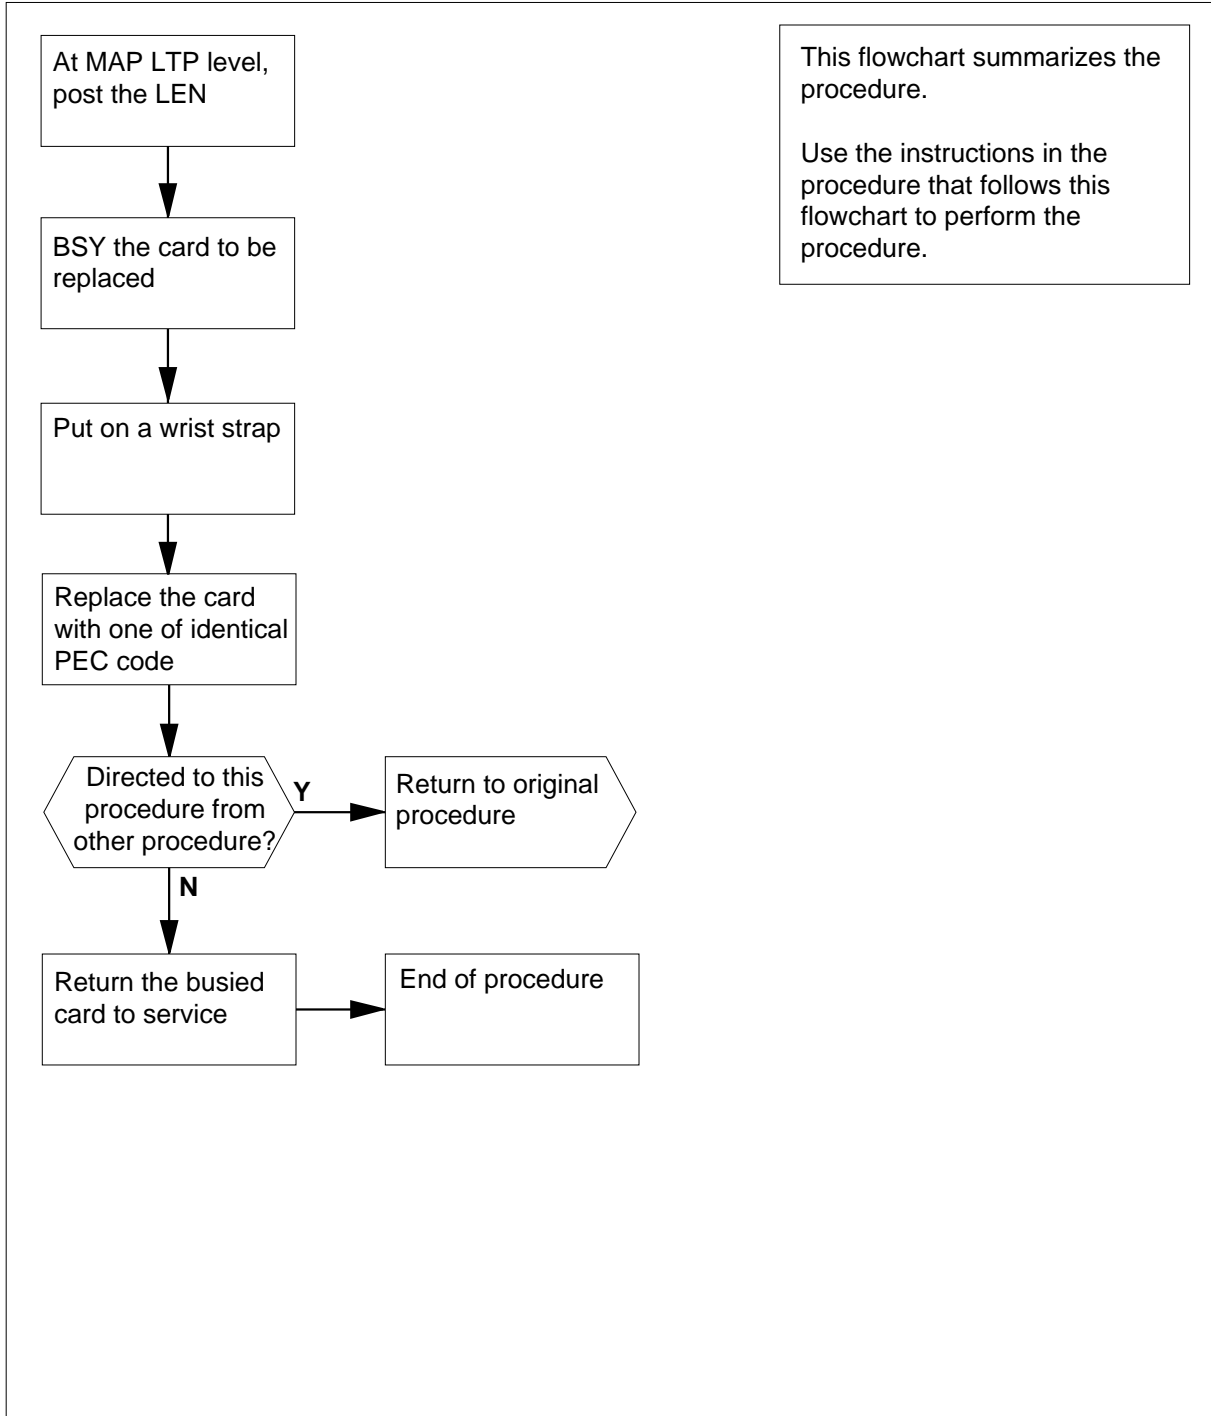 At MAP LTP level,
post the LEN
This flowchart summarizes the
procedure.
Use the instructions in the
procedure that follows this
flowchart to perform the
procedure.
BSY the card to be
replaced
Put on a wrist strap
Replace the card
with one of identical
PEC code
Directed to this
procedure from
other procedure?
Y
Return to original
procedure
N
Return the busied
card to service
End of procedure